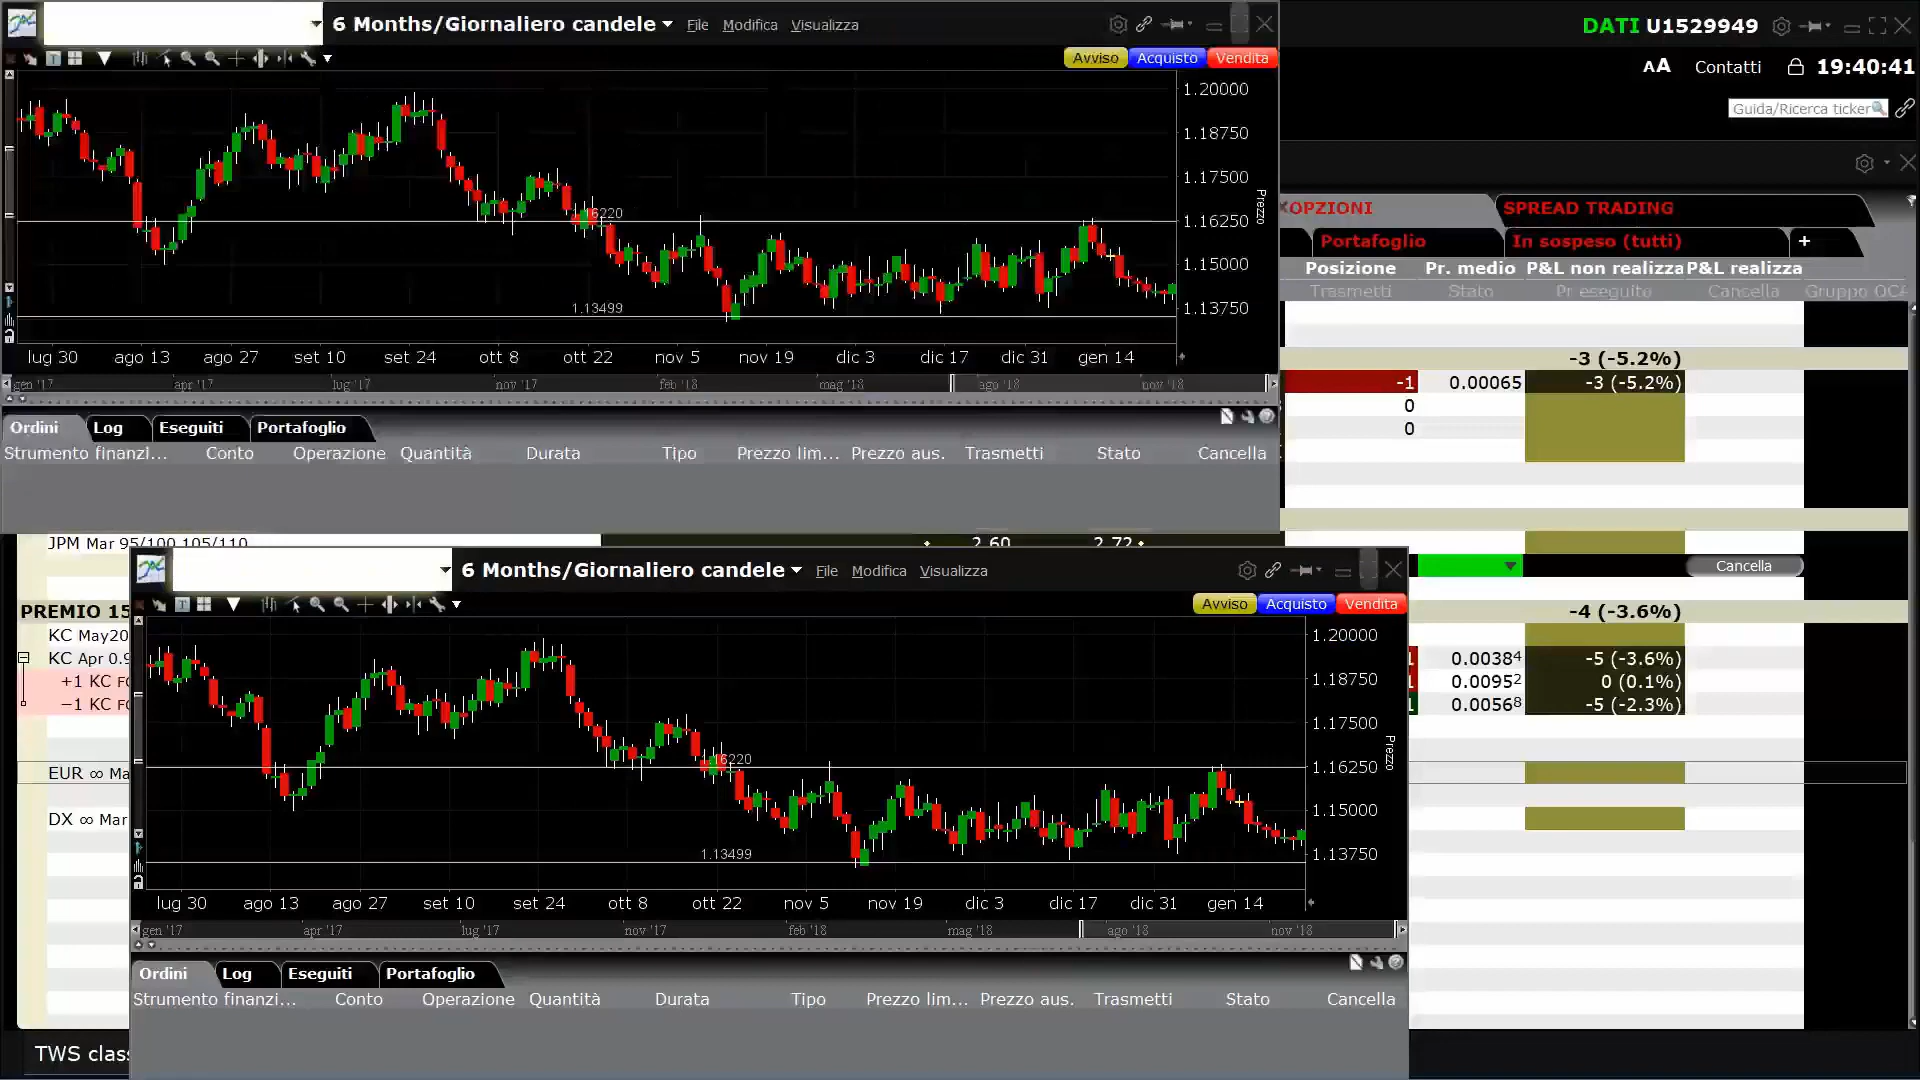 6 Months/Giornaliero candele File Modifica Visualizza
DATI U1529949
AA Contatti 19:40:41
Guida/Ricerca ticker
Avviso Acquisto Vendita
1.20000
1.18750
1.17500
1.16250
1.15000
1.13750
Prezzo
16220
1.13499
lug 30 ago 13 ago 27 set 10 set 24 ott 8 ott 22 nov 5 nov 19 dic 3 dic 17 dic 31 gen 14
gen '17 apr '17 lug '17 nov '17 feb '18 mag '18 ago '18 nov '18
Ordini Log Eseguiti Portafoglio
Strumento finanzi... Conto Operazione Quantità Durata Tipo Prezzo lim... Prezzo aus. Trasmetti Stato Cancella
OPZIONI SPREAD TRADING
Portafoglio In sospeso (tutti) +
Posizione Pr. medio P&L non realizza P&L realizza
Trasmetti Stato Pr eseguito Cancella Gruppo OCA
-3 (-5.2%)
-1 0.00065 -3 (-5.2%)
0
0
JPM Mar 95/100 105/110 2.60 2.72
Cancella
PREMIO 15 -4 (-3.6%)
KC May20
KC Apr 0.9 1 0.00384 -5 (-3.6%)
+1 KC FO 1 0.00952 0 (0.1%)
−1 KC FO 1 0.00568 -5 (-2.3%)
EUR ∞ Ma
DX ∞ Mar
TWS class
6 Months/Giornaliero candele File Modifica Visualizza
Avviso Acquisto Vendita
1.20000
1.18750
1.17500
1.16250
1.15000
1.13750
Prezzo
16220
1.13499
lug 30 ago 13 ago 27 set 10 set 24 ott 8 ott 22 nov 5 nov 19 dic 3 dic 17 dic 31 gen 14
gen '17 apr '17 lug '17 nov '17 feb '18 mag '18 ago '18 nov '18
Ordini Log Eseguiti Portafoglio
Strumento finanzi... Conto Operazione Quantità Durata Tipo Prezzo lim... Prezzo aus. Trasmetti Stato Cancella